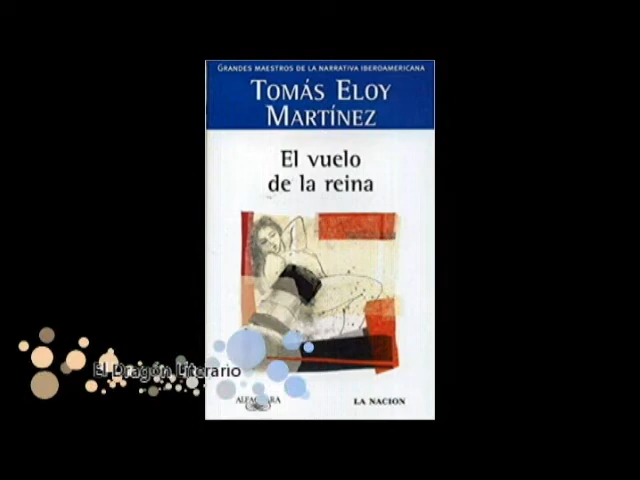 GRANDES MAESTROS DE LA NARRATIVA IBEROAMERICANA
TOMÁS ELOY
MARTÍNEZ
El vuelo
de la reina
El Dragón Literario
ALFAGUARA
LA NACION